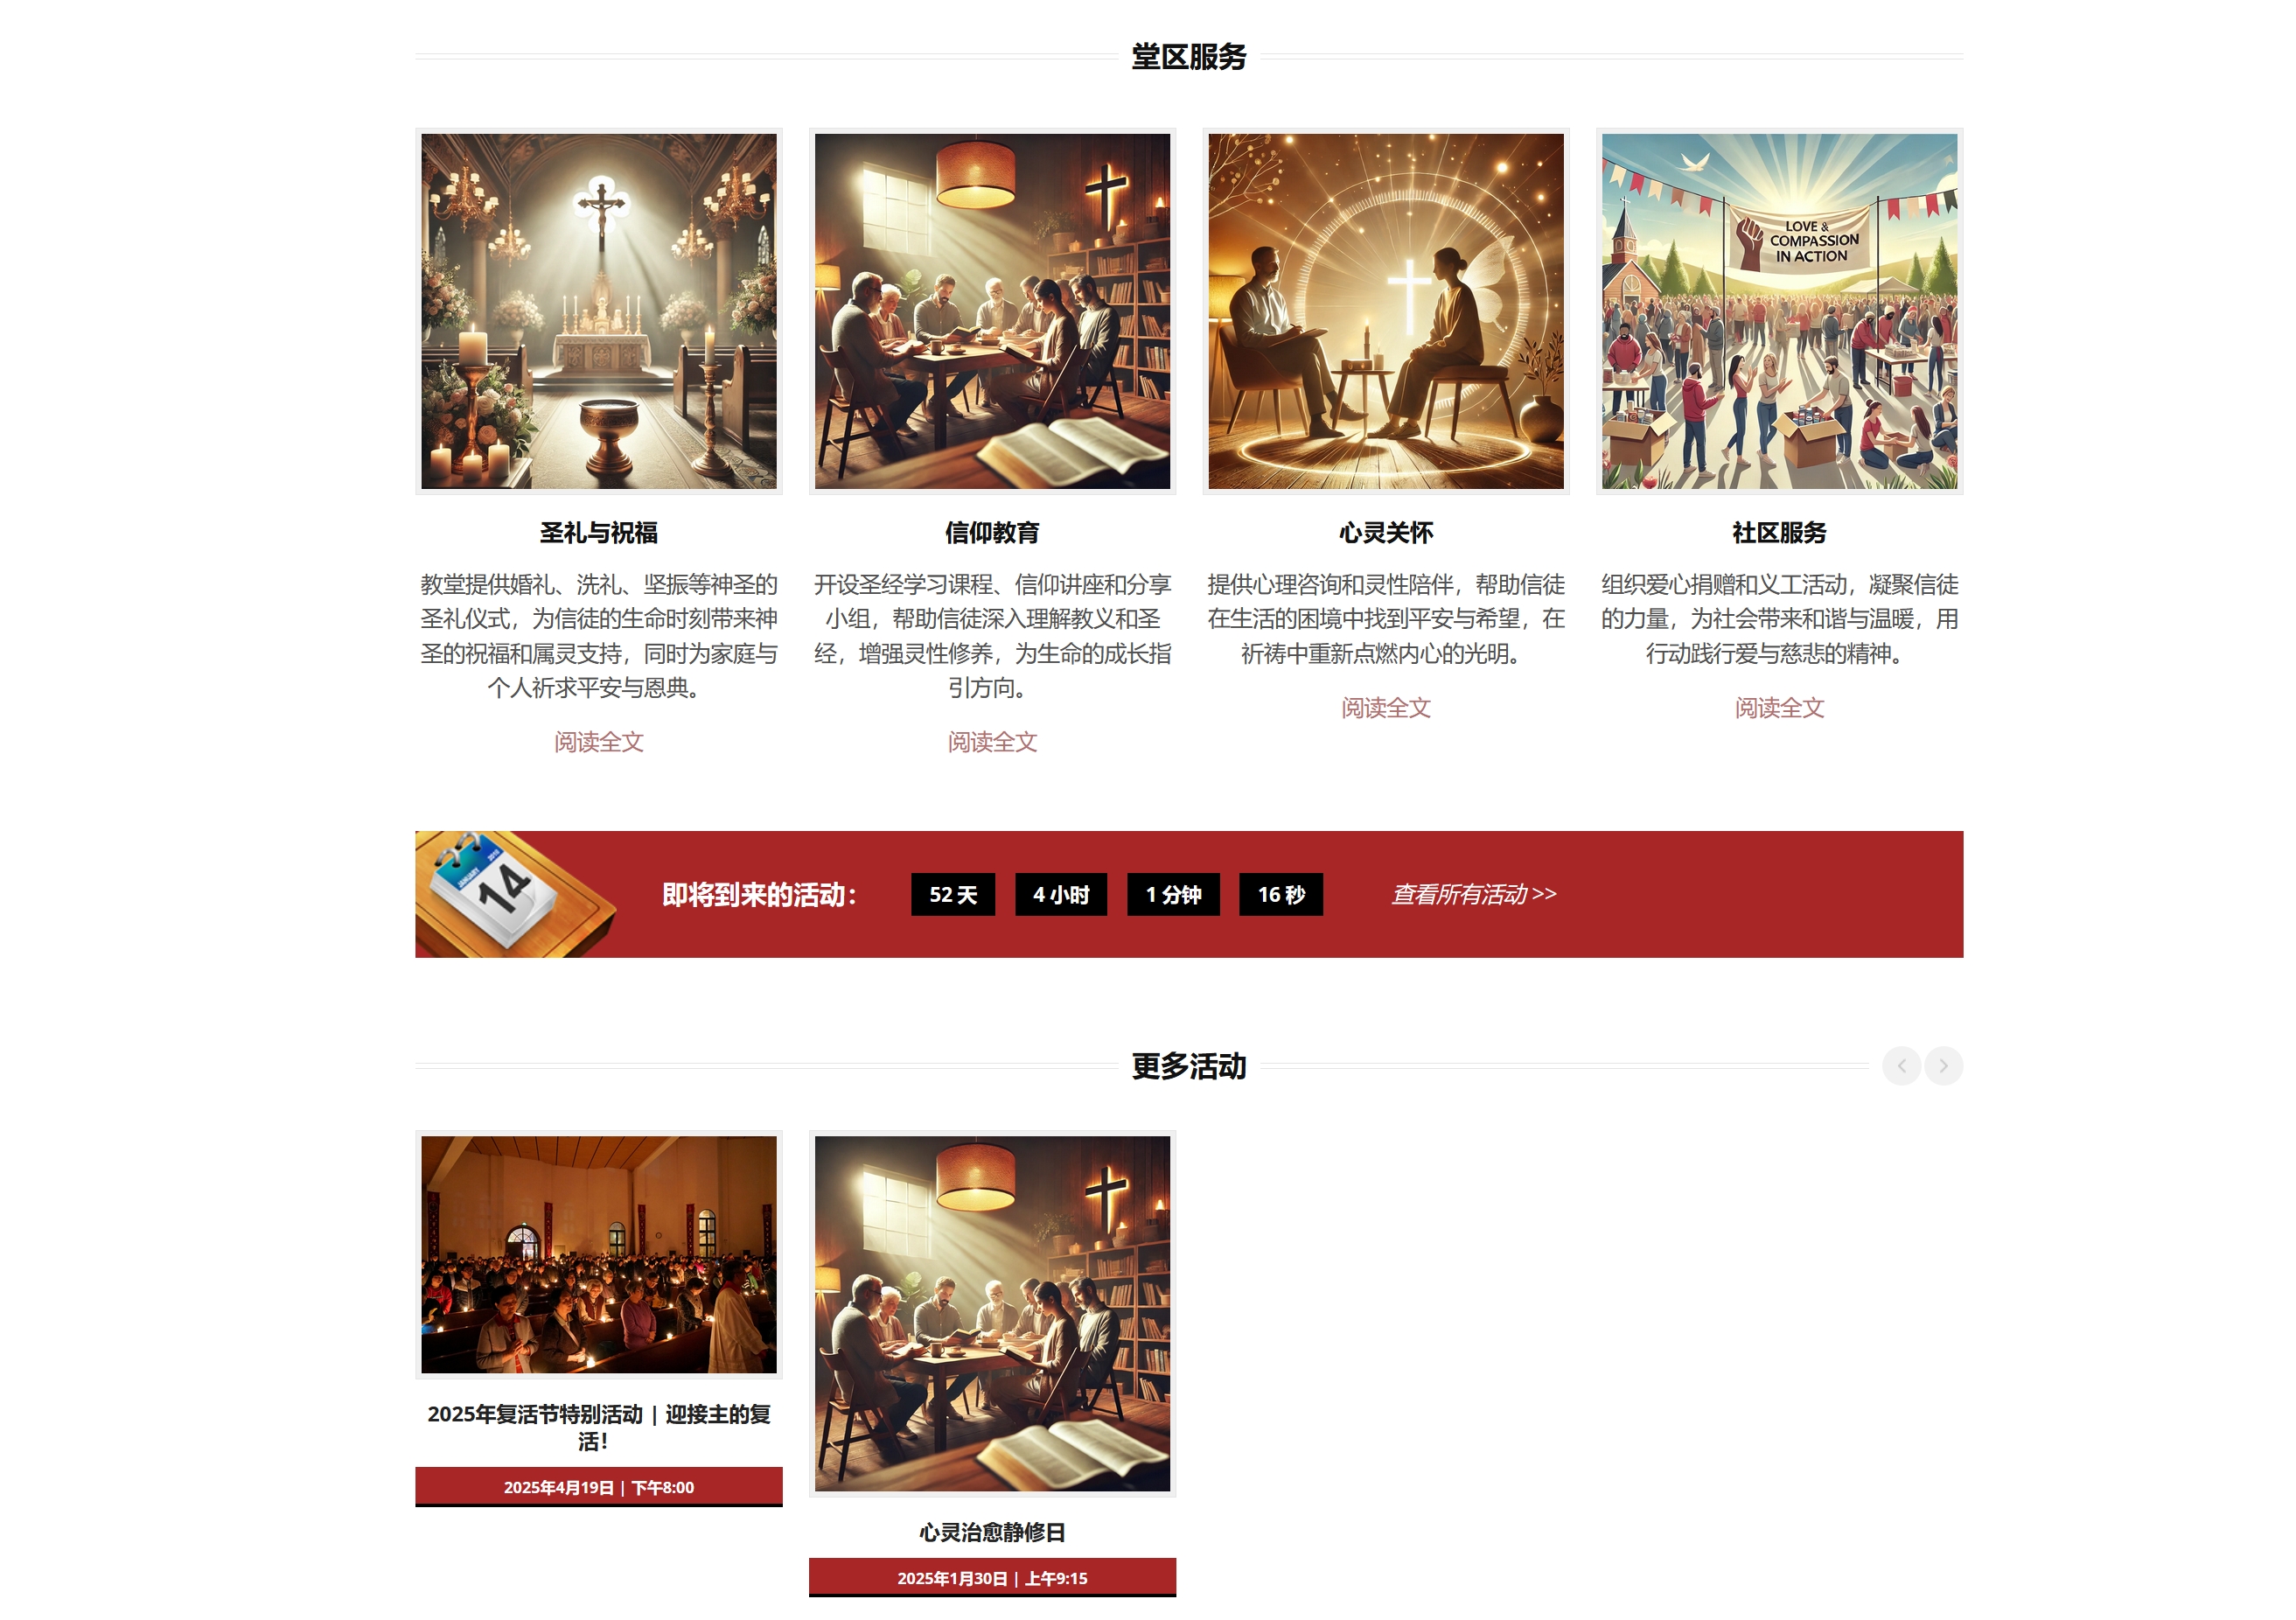 堂区服务
LOVE &
COMPASSION
IN ACTION
圣礼与祝福
教堂提供婚礼、洗礼、坚振等神圣的
圣礼仪式，为信徒的生命时刻带来神
圣的祝福和属灵支持，同时为家庭与
个人祈求平安与恩典。
阅读全文
信仰教育
开设圣经学习课程、信仰讲座和分享
小组，帮助信徒深入理解教义和圣
经，增强灵性修养，为生命的成长指
引方向。
阅读全文
心灵关怀
提供心理咨询和灵性陪伴，帮助信徒
在生活的困境中找到平安与希望，在
祈祷中重新点燃内心的光明。
阅读全文
社区服务
组织爱心捐赠和义工活动，凝聚信徒
的力量，为社会带来和谐与温暖，用
行动践行爱与慈悲的精神。
阅读全文
JANUARY
14
即将到来的活动：
52 天
4 小时
1 分钟
16 秒
查看所有活动 >>
更多活动
2025年复活节特别活动 | 迎接主的复
活！
2025年4月19日 | 下午8:00
心灵治愈静修日
2025年1月30日 | 上午9:15